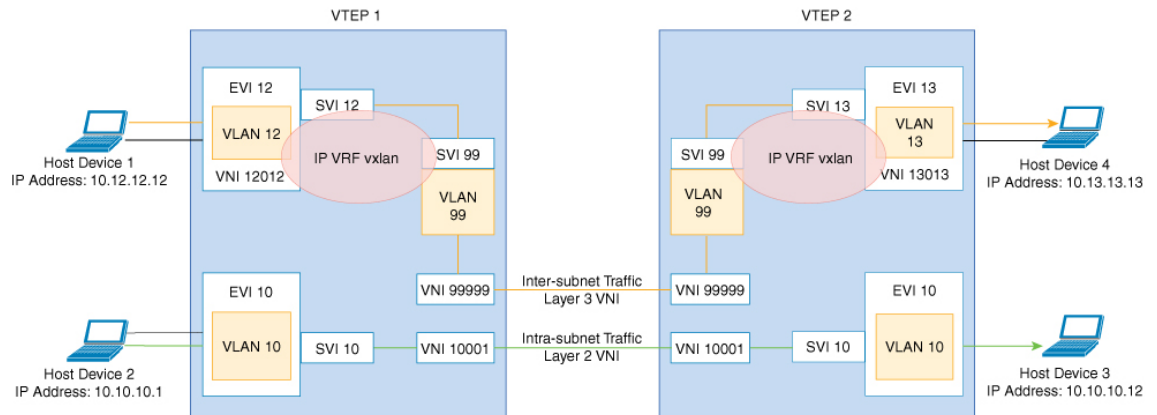 VTEP 1
VTEP 2
EVI 12
SVI 12
VLAN 12
IP VRF vxlan
SVI 99
VNI 12012
VLAN
99
VNI 99999
Host Device 1
IP Address: 10.12.12.12
EVI 13
SVI 13
VLAN
13
IP VRF vxlan
SVI 99
VNI 13013
VLAN
99
VNI 99999
Host Device 4
IP Address: 10.13.13.13
Inter-subnet Traffic
Layer 3 VNI
EVI 10
VLAN 10
SVI 10
VNI 10001
Host Device 2
IP Address: 10.10.10.1
Intra-subnet Traffic
Layer 2 VNI
VNI 10001
SVI 10
EVI 10
VLAN 10
Host Device 3
IP Address: 10.10.10.12